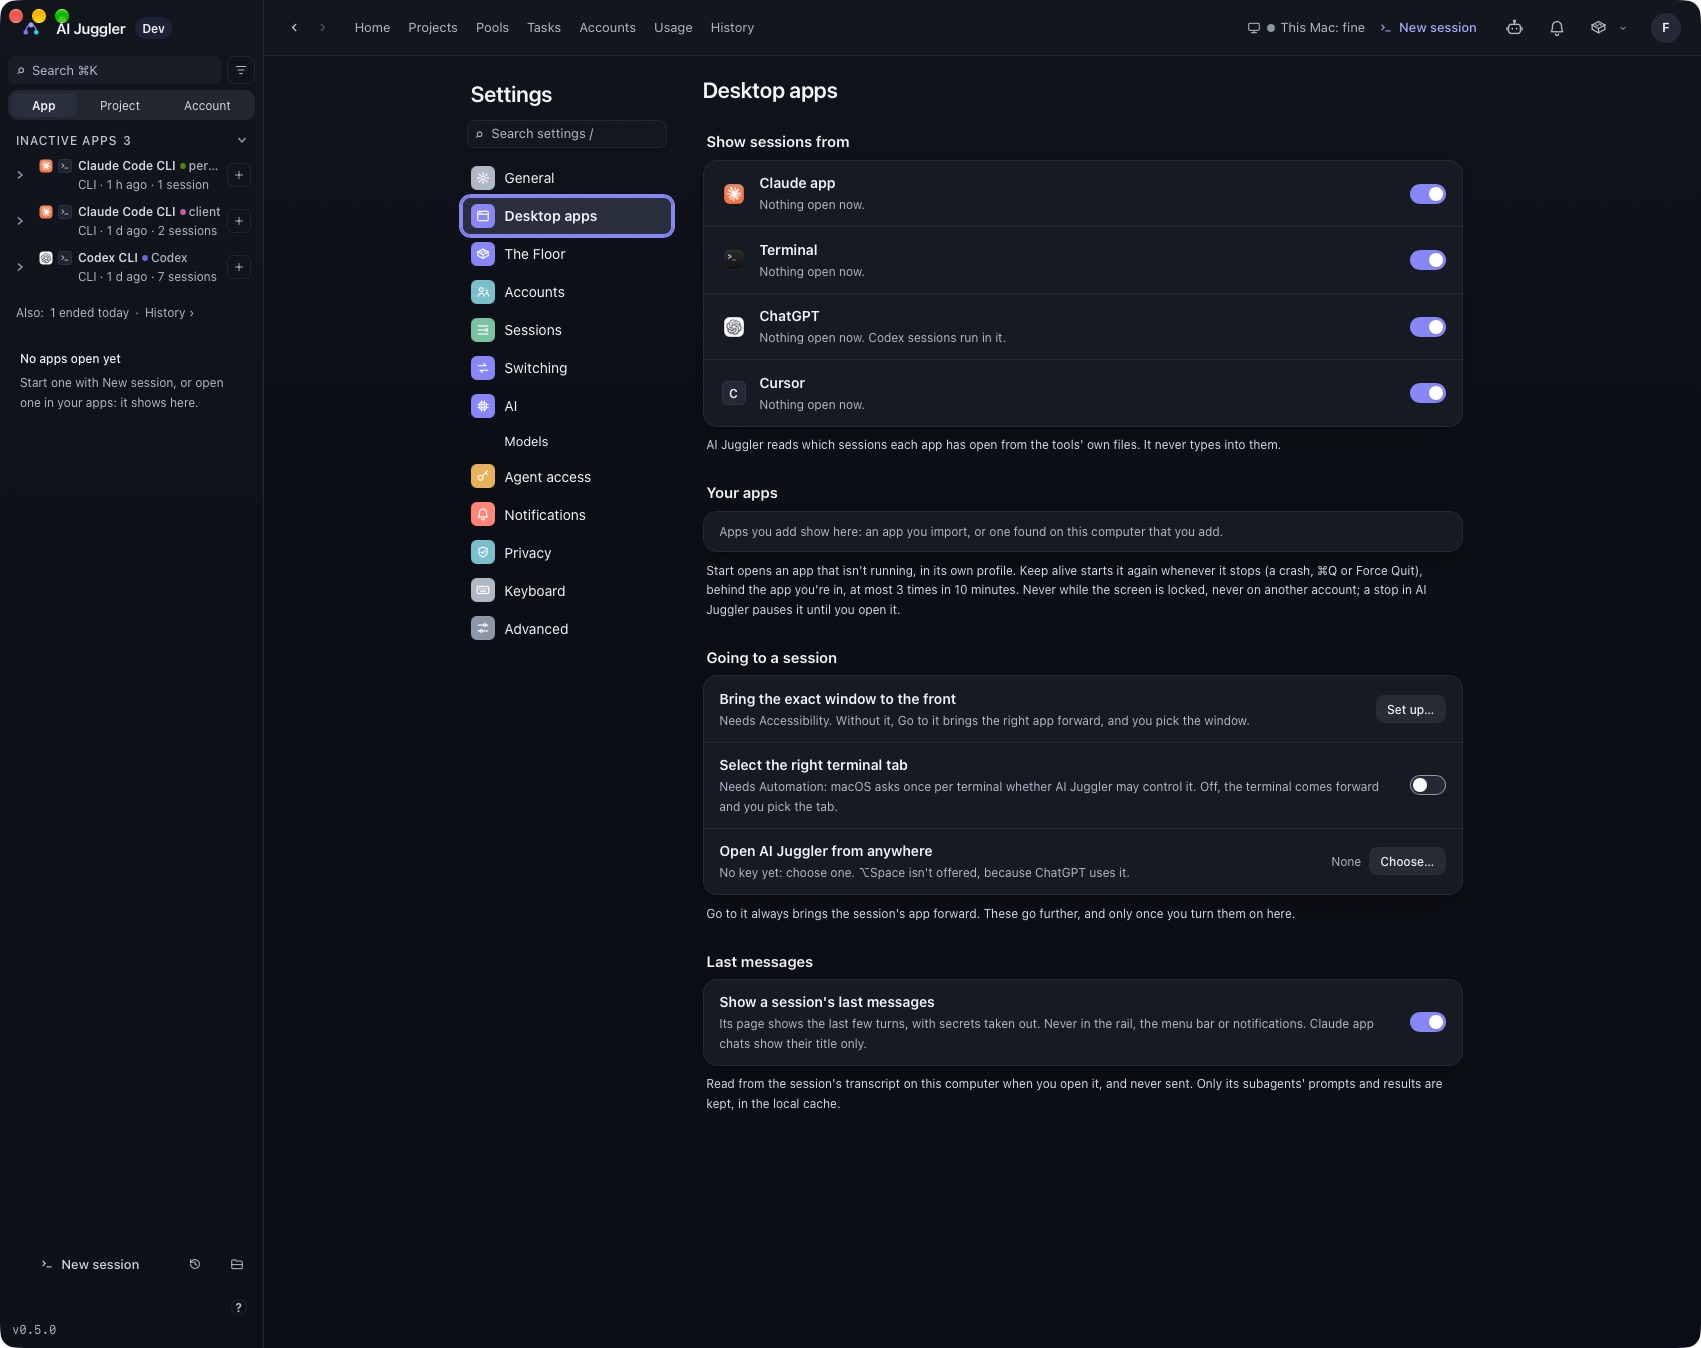 AI Juggler Dev
Search ⌘K
App Project Account
INACTIVE APPS 3
Claude Code CLI per...
CLI · 1 h ago · 1 session
Claude Code CLI client
CLI · 1 d ago · 2 sessions
Codex CLI Codex
CLI · 1 d ago · 7 sessions
Also: 1 ended today · History ›
No apps open yet
Start one with New session, or open
one in your apps: it shows here.
New session
?
v0.5.0
Home Projects Pools Tasks Accounts Usage History
This Mac: fine
New session
F
Settings
Search settings /
General
Desktop apps
The Floor
Accounts
Sessions
Switching
AI
Models
Agent access
Notifications
Privacy
Keyboard
Advanced
Desktop apps
Show sessions from
Claude app
Nothing open now.
Terminal
Nothing open now.
ChatGPT
Nothing open now. Codex sessions run in it.
C
Cursor
Nothing open now.
AI Juggler reads which sessions each app has open from the tools' own files. It never types into them.
Your apps
Apps you add show here: an app you import, or one found on this computer that you add.
Start opens an app that isn't running, in its own profile. Keep alive starts it again whenever it stops (a crash, ⌘Q or Force Quit),
behind the app you're in, at most 3 times in 10 minutes. Never while the screen is locked, never on another account; a stop in AI
Juggler pauses it until you open it.
Going to a session
Bring the exact window to the front
Needs Accessibility. Without it, Go to it brings the right app forward, and you pick the window.
Set up...
Select the right terminal tab
Needs Automation: macOS asks once per terminal whether AI Juggler may control it. Off, the terminal comes forward
and you pick the tab.
Open AI Juggler from anywhere
No key yet: choose one. ⌥Space isn't offered, because ChatGPT uses it.
None Choose...
Go to it always brings the session's app forward. These go further, and only once you turn them on here.
Last messages
Show a session's last messages
Its page shows the last few turns, with secrets taken out. Never in the rail, the menu bar or notifications. Claude app
chats show their title only.
Read from the session's transcript on this computer when you open it, and never sent. Only its subagents' prompts and results are
kept, in the local cache.